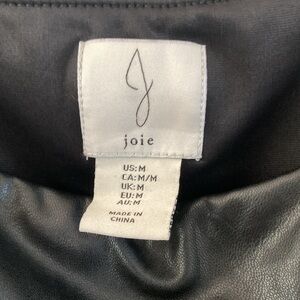 J
joie
US: M
CA: M/M
UK: M
EU: M
AU: M
MADE IN
CHINA